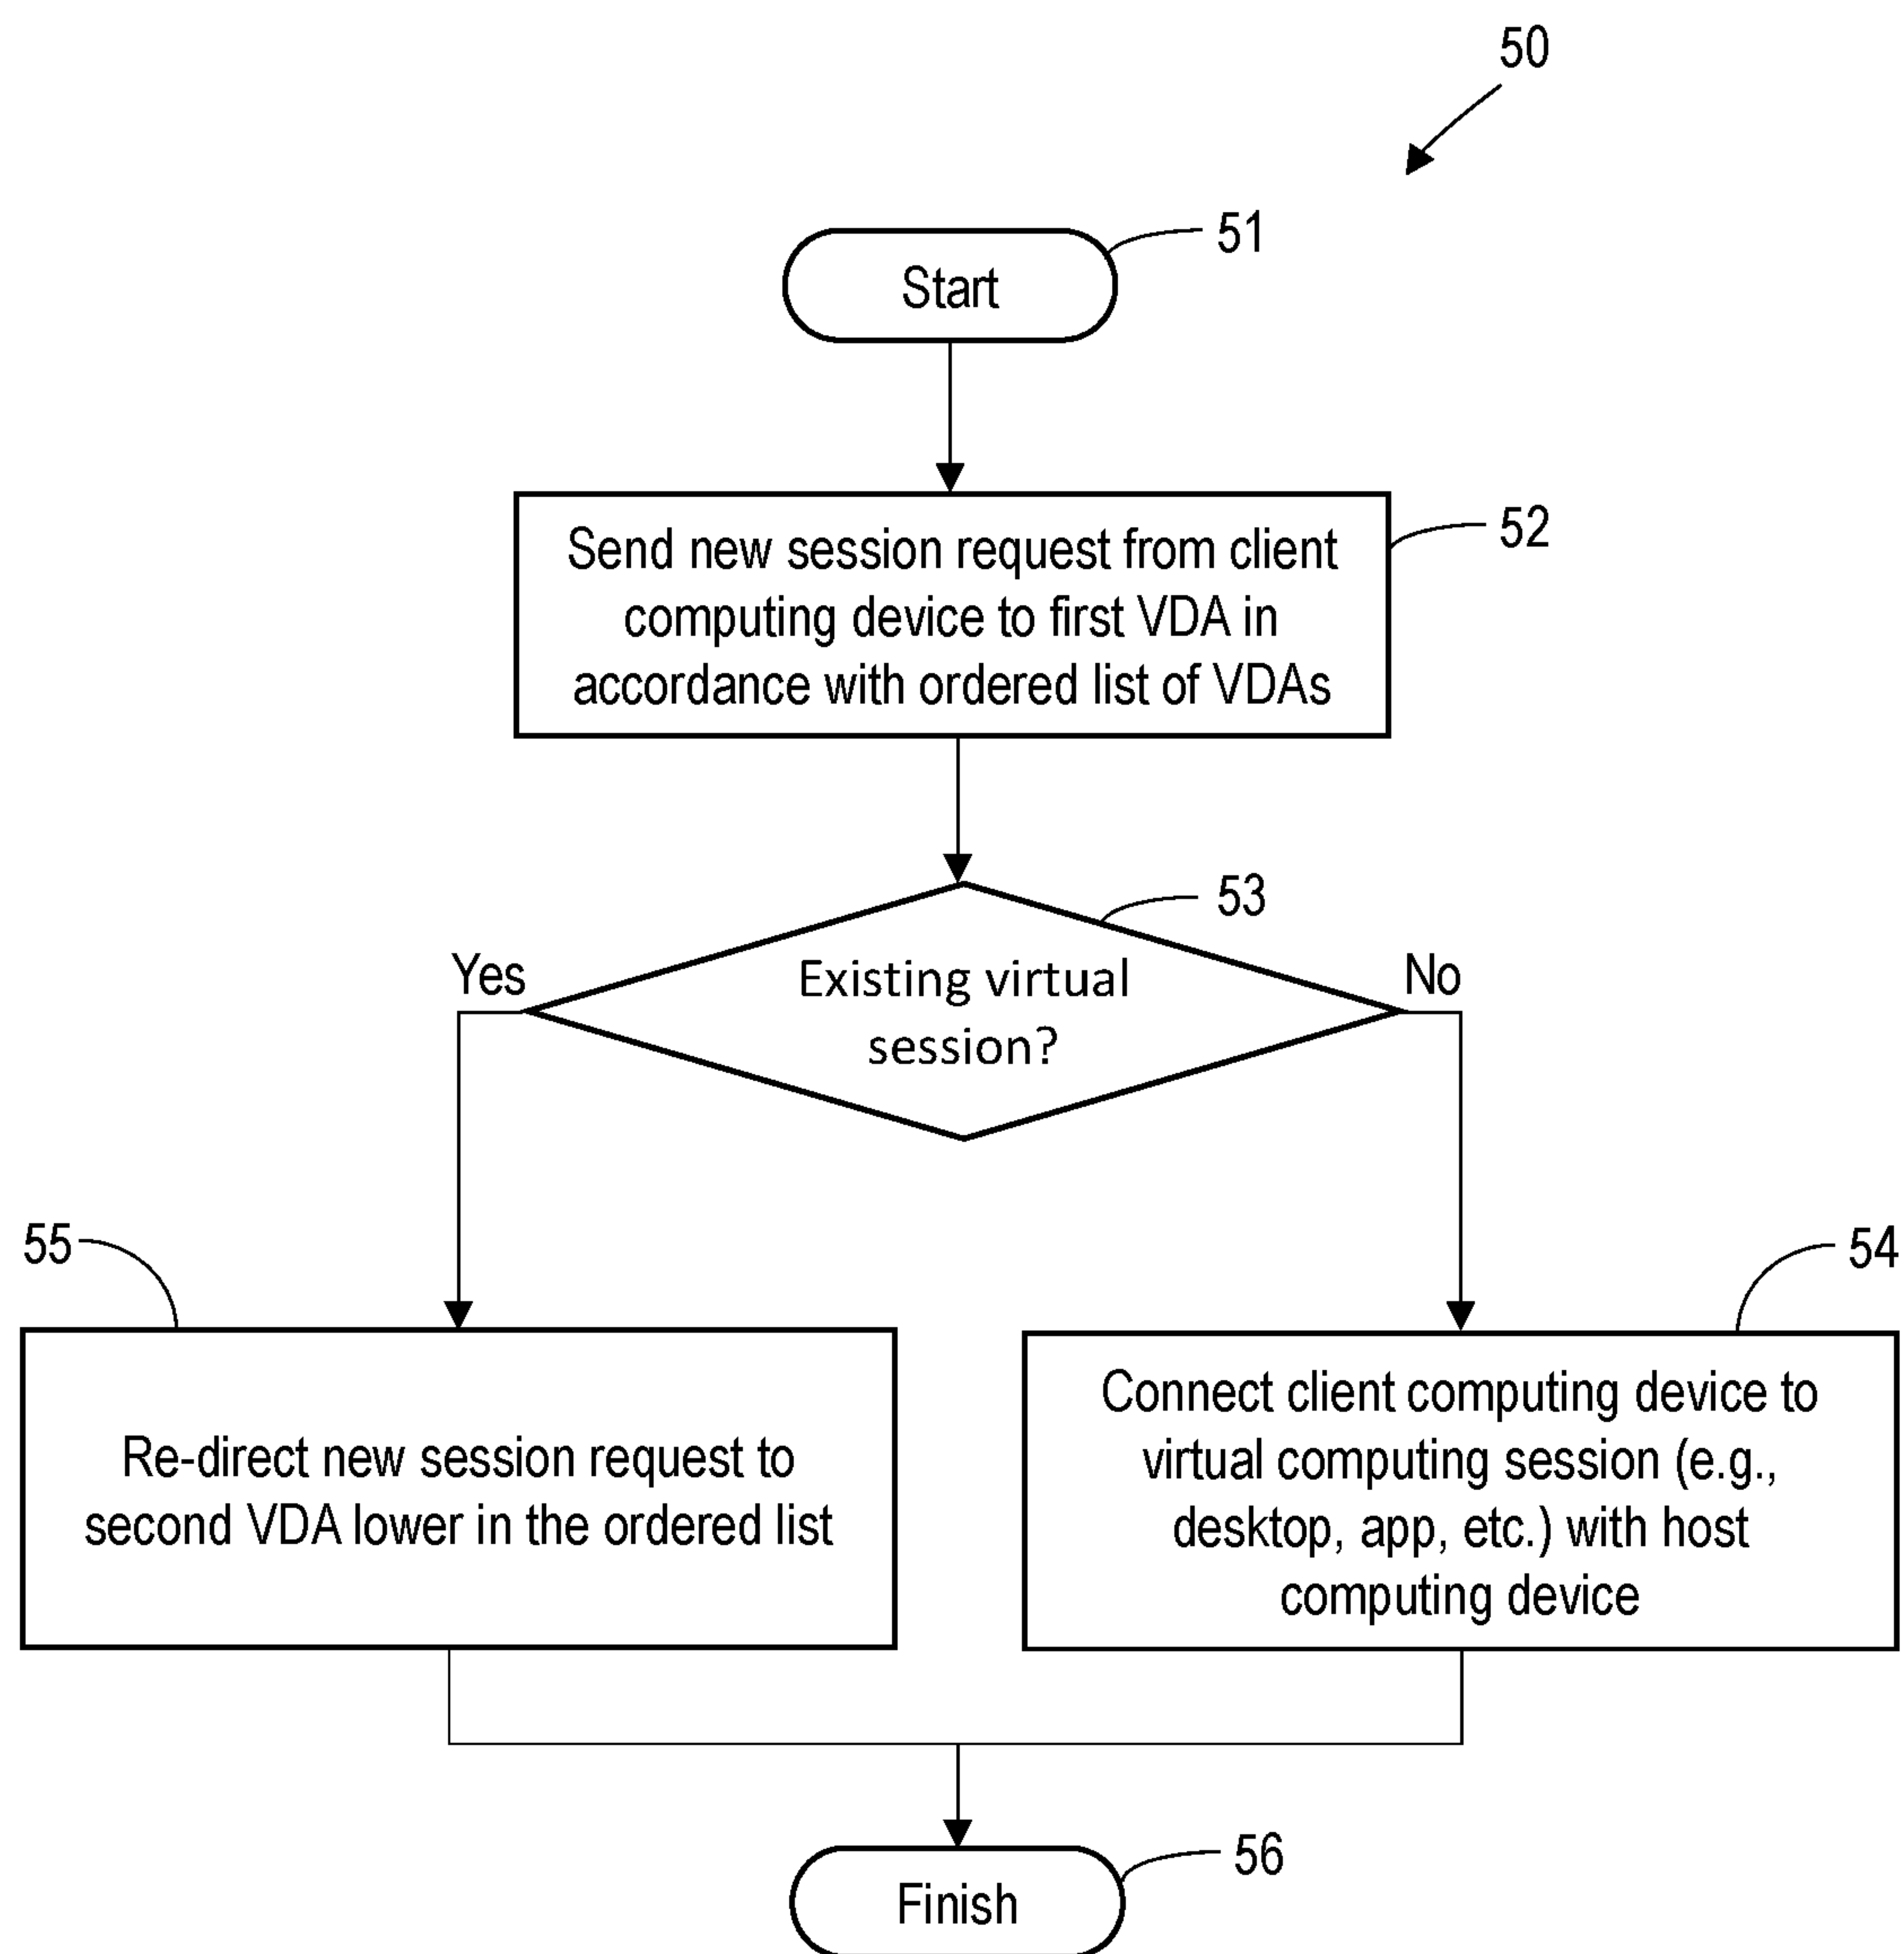 50
51
Start
52
Send new session request from client
computing device to first VDA in
accordance with ordered list of VDAs
53
Yes
Existing virtual
session?
No
55
54
Re-direct new session request to
second VDA lower in the ordered list
Connect client computing device to
virtual computing session (e.g.,
desktop, app, etc.) with host
computing device
56
Finish